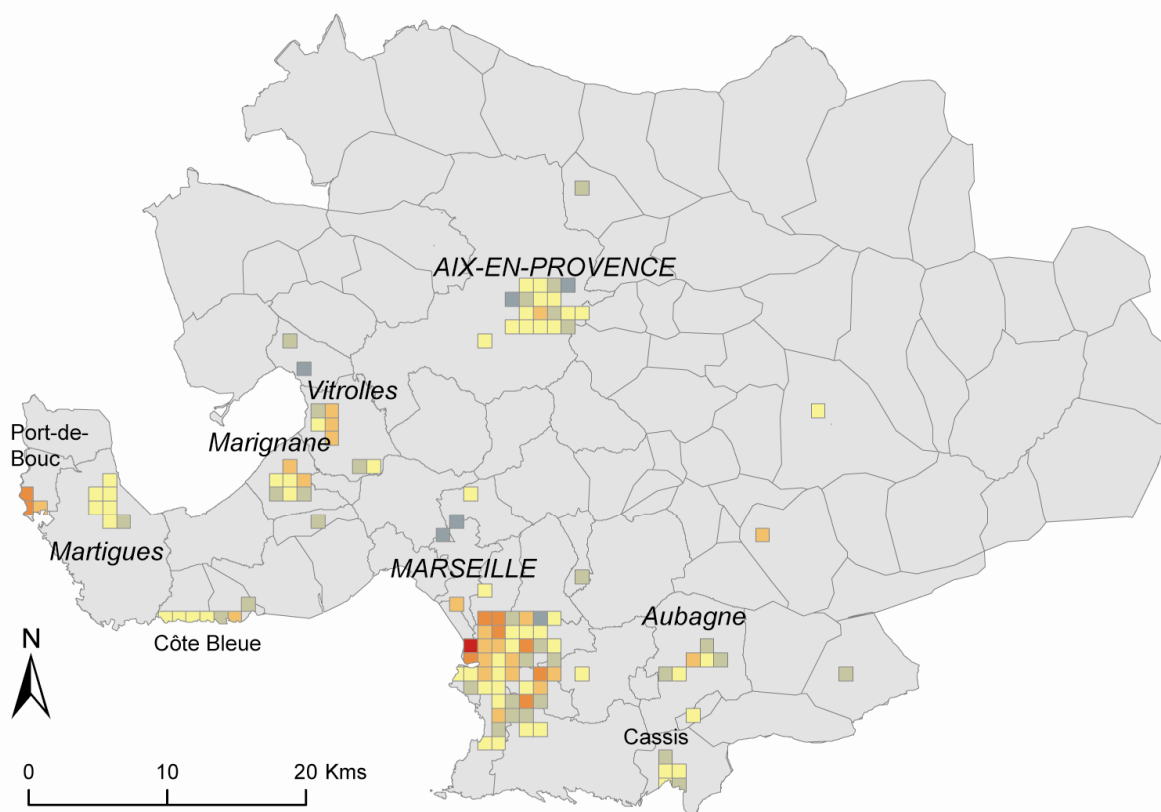 AIX-EN-PROVENCE
Vitrolles
Port-de-
Bouc
Marignane
Martigues
MARSEILLE
Aubagne
Côte Bleue
N
Cassis
0 10 20 Kms